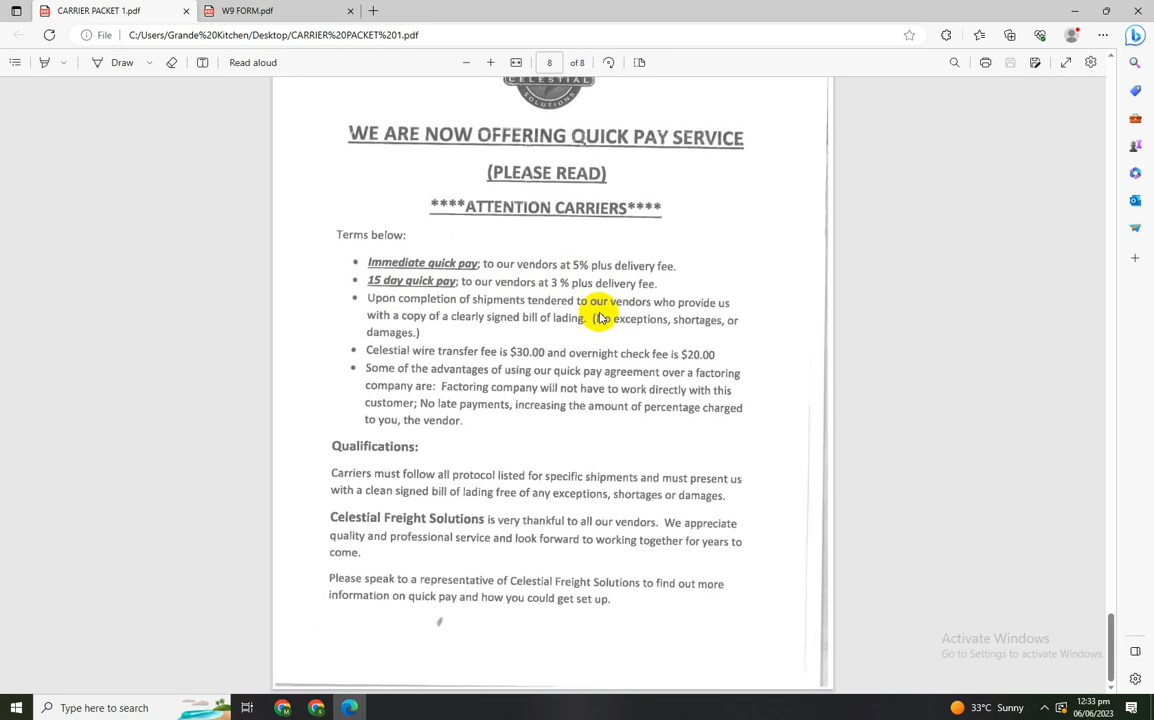 CARRIER PACKET 1.pdf
W9 FORM.pdf
File
C:/Users/Grande%20Kitchen/Desktop/CARRIER%20PACKET%201.pdf
Draw
Read aloud
8
of 8
CELESTIAL
SOLUTIONS
WE ARE NOW OFFERING QUICK PAY SERVICE
(PLEASE READ)
****ATTENTION CARRIERS****
Terms below:
• Immediate quick pay; to our vendors at 5% plus delivery fee.
• 15 day quick pay; to our vendors at 3 % plus delivery fee.
• Upon completion of shipments tendered to our vendors who provide us
with a copy of a clearly signed bill of lading. (No exceptions, shortages, or
damages.)
• Celestial wire transfer fee is $30.00 and overnight check fee is $20.00
• Some of the advantages of using our quick pay agreement over a factoring
company are: Factoring company will not have to work directly with this
customer; No late payments, increasing the amount of percentage charged
to you, the vendor.
Qualifications:
Carriers must follow all protocol listed for specific shipments and must present us
with a clean signed bill of lading free of any exceptions, shortages or damages.
Celestial Freight Solutions is very thankful to all our vendors. We appreciate
quality and professional service and look forward to working together for years to
come.
Please speak to a representative of Celestial Freight Solutions to find out more
information on quick pay and how you could get set up.
Activate Windows
Go to Settings to activate Windows.
Type here to search
33°C Sunny
12:33 pm
06/06/2023